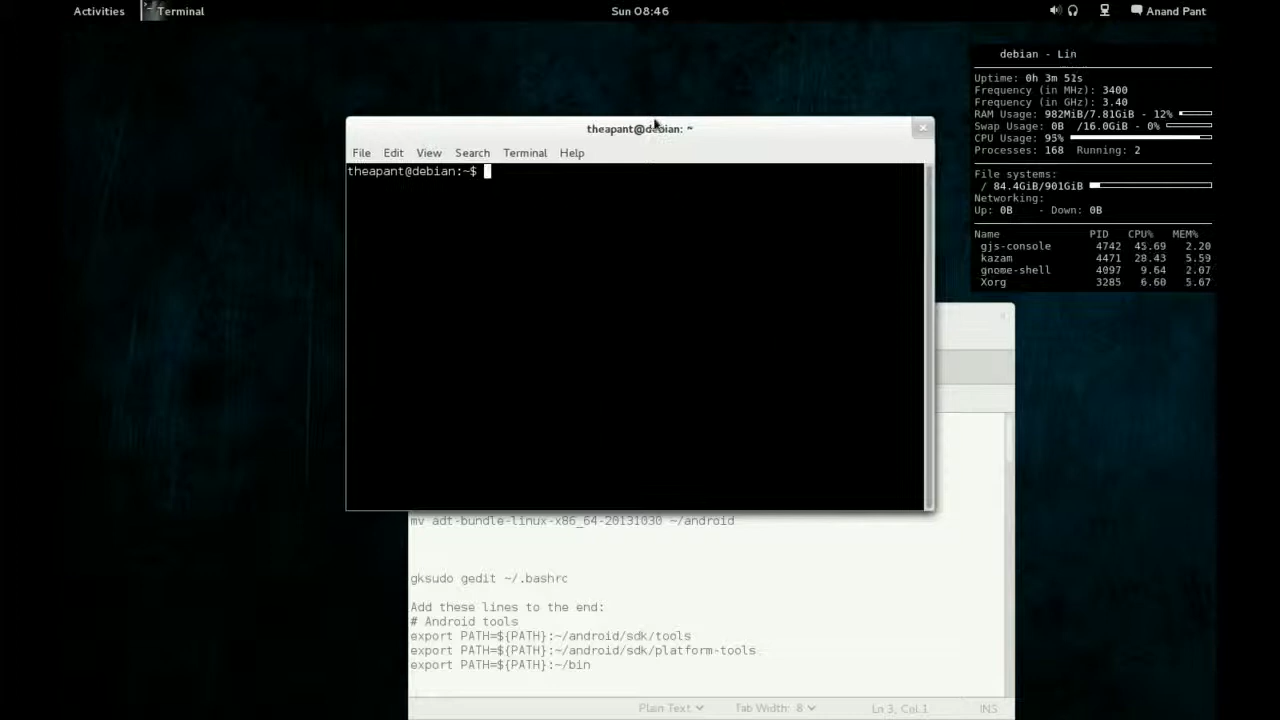 Activities Terminal Sun 08:46 Anand Pant
debian - Lin
Uptime: 0h 3m 51s
Frequency (in MHz): 3400
Frequency (in GHz): 3.40
RAM Usage: 982MiB/7.81GiB - 12%
Swap Usage: 0B /16.0GiB - 0%
CPU Usage: 95%
Processes: 168 Running: 2
File systems:
/ 84.4GiB/901GiB
Networking:
Up: 0B - Down: 0B
Name PID CPU% MEM%
gjs-console 4742 45.69 2.20
kazam 4471 28.43 5.59
gnome-shell 4097 9.64 2.07
Xorg 3285 6.60 5.67
theapant@debian: ~
File Edit View Search Terminal Help
theapant@debian:~$
mv adt-bundle-linux-x86_64-20131030 ~/android
gksudo gedit ~/.bashrc
Add these lines to the end:
# Android tools
export PATH=${PATH}:~/android/sdk/tools
export PATH=${PATH}:~/android/sdk/platform-tools
export PATH=${PATH}:~/bin
Plain Text Tab Width: 8 Ln 3, Col 1 INS